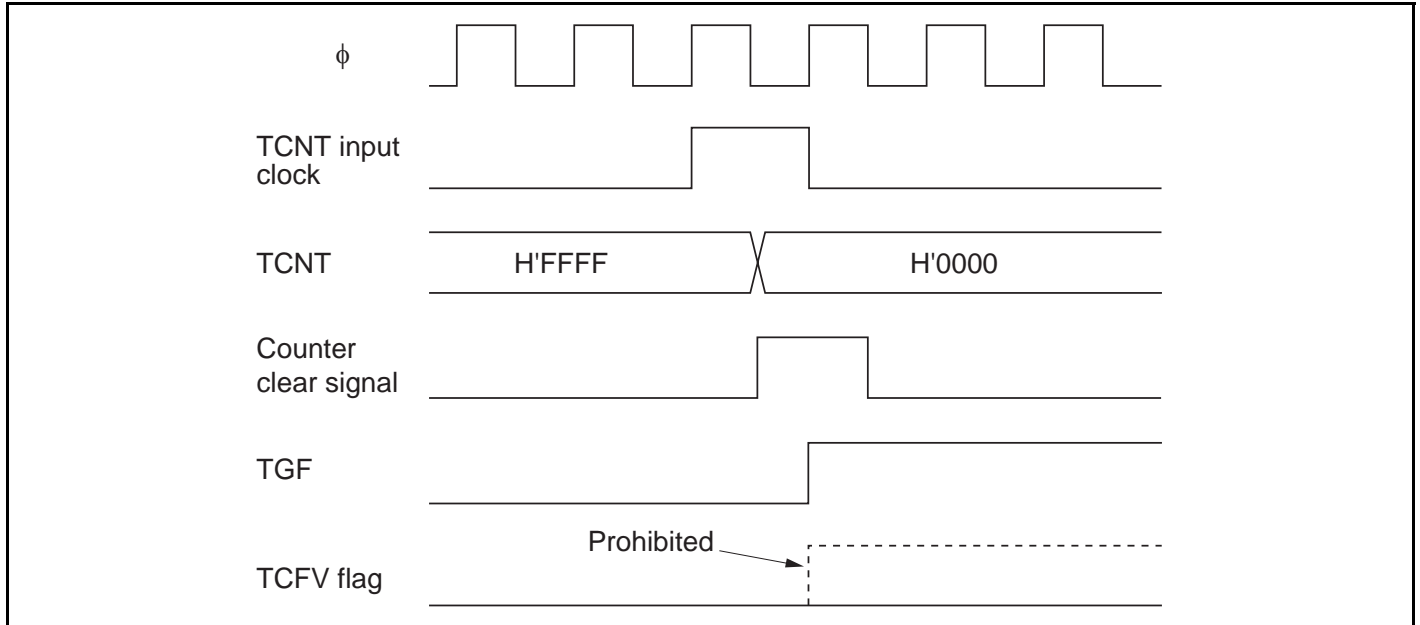 ϕ
TCNT input
clock
TCNT
H'FFFF
H'0000
Counter
clear signal
TGF
Prohibited
TCFV flag